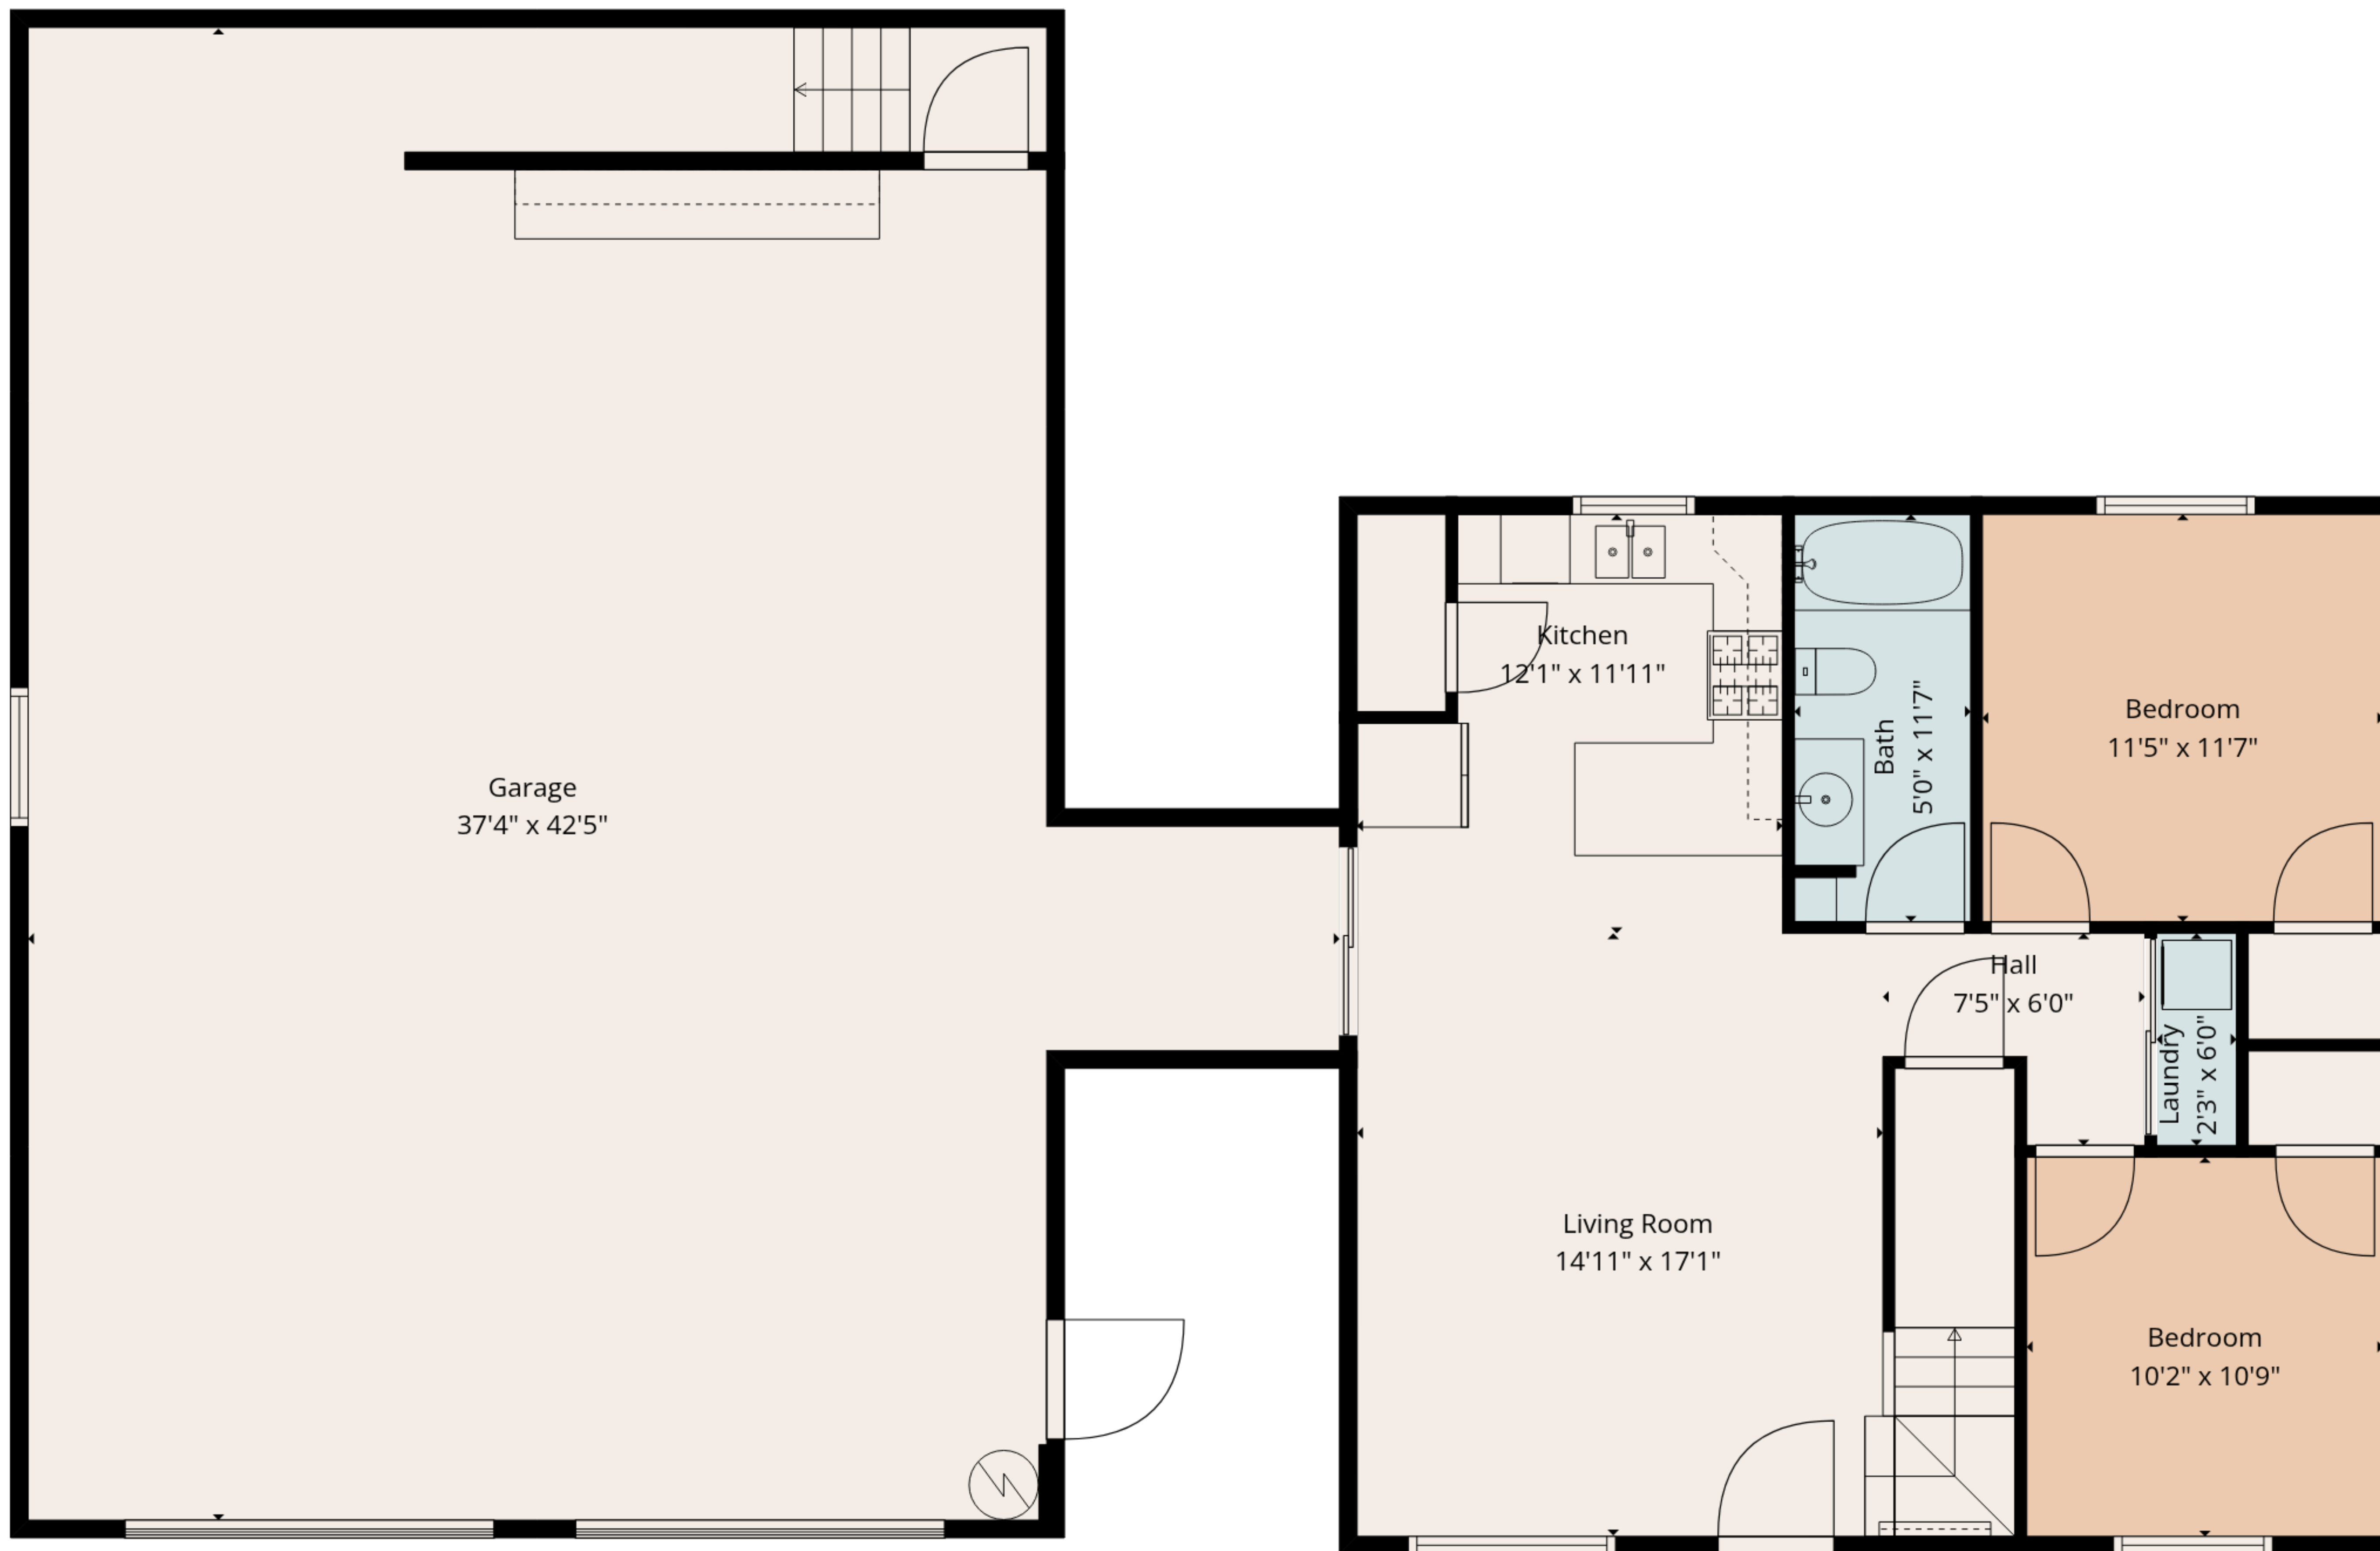 Garage
37'4" x 42'5"
Kitchen
12'1" x 11'11"
Bath
5'0" x 11'7"
Bedroom
11'5" x 11'7"
Hall
7'5" x 6'0"
Laundry
2'3" x 6'0"
Living Room
14'11" x 17'1"
Bedroom
10'2" x 10'9"